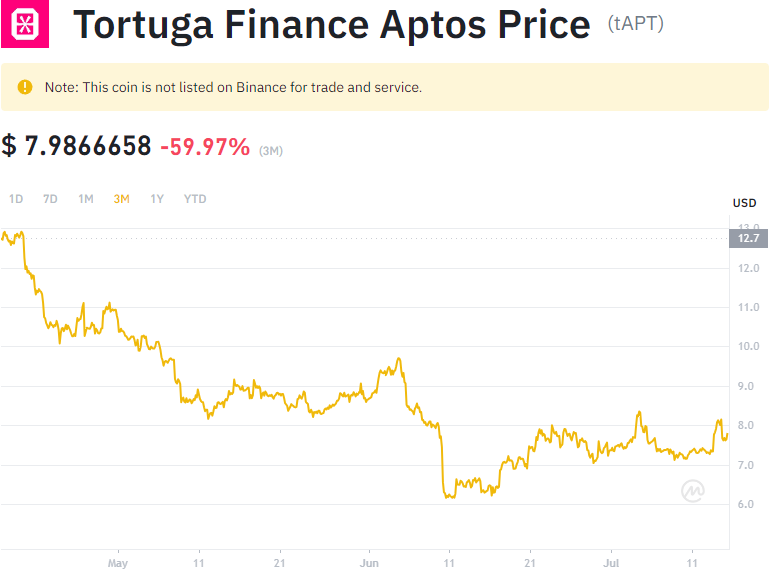 Tortuga Finance Aptos Price (tAPT)
Note: This coin is not listed on Binance for trade and service.
$ 7.9866658 -59.97% (3M)
1D 7D 1M 3M 1Y YTD
USD
13.0
12.7
12.0
11.0
10.0
9.0
8.0
7.0
6.0
May 11 21 Jun 11 21 Jul 11